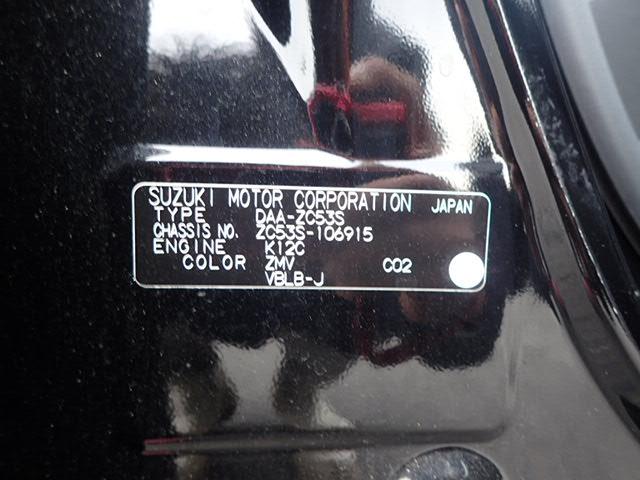 SUZUKI MOTOR CORPORATION JAPAN
TYPE DAA-ZC53S
CHASSIS NO. ZC53S-106915
ENGINE K12C
COLOR ZMV C02
VBLB-J